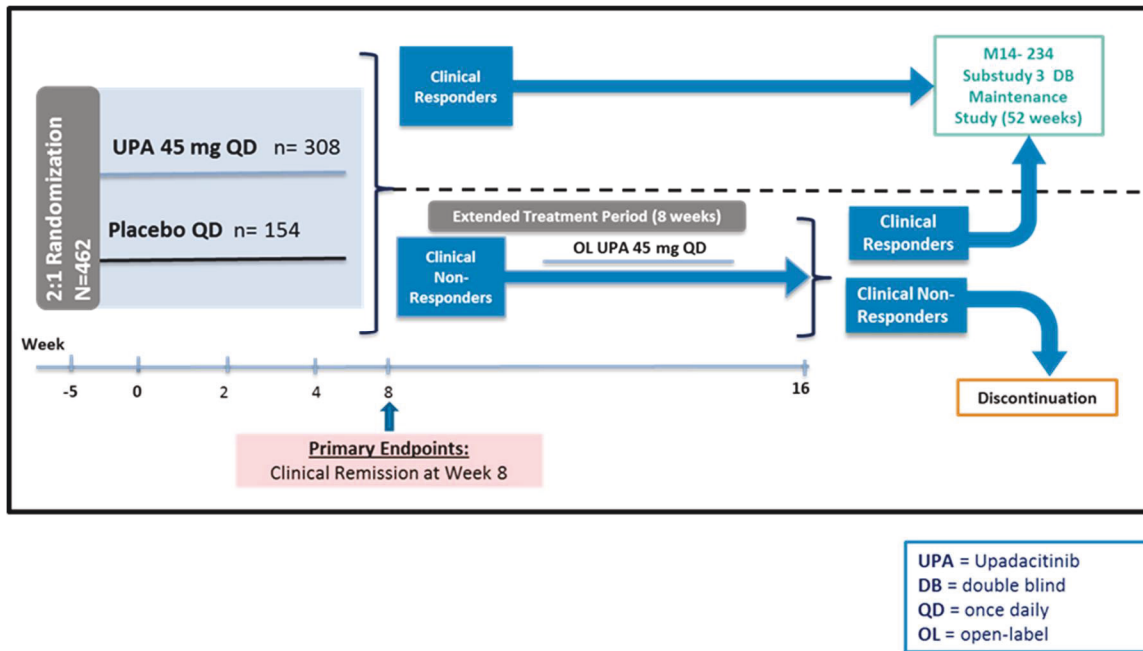 2:1 Randomization
N=462
UPA 45 mg QD n= 308
Placebo QD n= 154
Clinical
Responders
M14- 234
Substudy 3 DB
Maintenance
Study (52 weeks)
Extended Treatment Period (8 weeks)
Clinical
Non-
Responders
OL UPA 45 mg QD
Clinical
Responders
Clinical Non-
Responders
Discontinuation
Week
-5 0 2 4 8 16
Primary Endpoints:
Clinical Remission at Week 8
UPA = Upadacitinib
DB = double blind
QD = once daily
OL = open-label